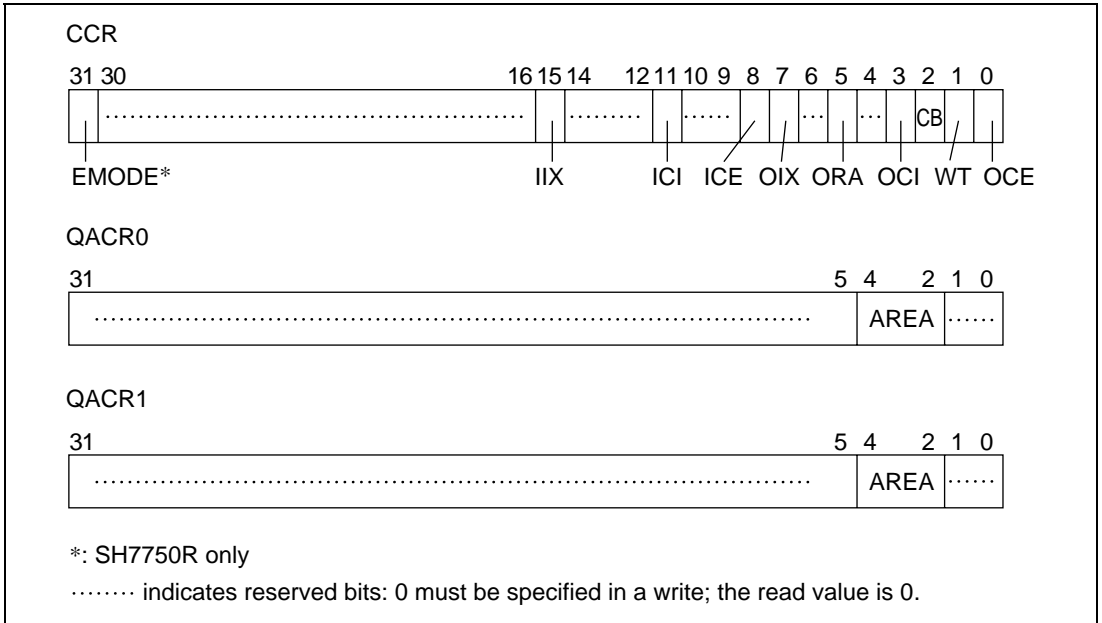 CCR
31 30 16 15 14 12 11 10 9 8 7 6 5 4 3 2 1 0
CB
EMODE* IIX ICI ICE OIX ORA OCI WT OCE
QACR0
31 5 4 2 1 0
AREA
QACR1
31 5 4 2 1 0
AREA
*: SH7750R only
········ indicates reserved bits: 0 must be specified in a write; the read value is 0.